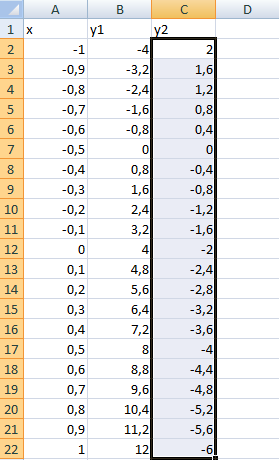 A B C D
1 x y1 y2
2 -1 -4 2
3 -0,9 -3,2 1,6
4 -0,8 -2,4 1,2
5 -0,7 -1,6 0,8
6 -0,6 -0,8 0,4
7 -0,5 0 0
8 -0,4 0,8 -0,4
9 -0,3 1,6 -0,8
10 -0,2 2,4 -1,2
11 -0,1 3,2 -1,6
12 0 4 -2
13 0,1 4,8 -2,4
14 0,2 5,6 -2,8
15 0,3 6,4 -3,2
16 0,4 7,2 -3,6
17 0,5 8 -4
18 0,6 8,8 -4,4
19 0,7 9,6 -4,8
20 0,8 10,4 -5,2
21 0,9 11,2 -5,6
22 1 12 -6